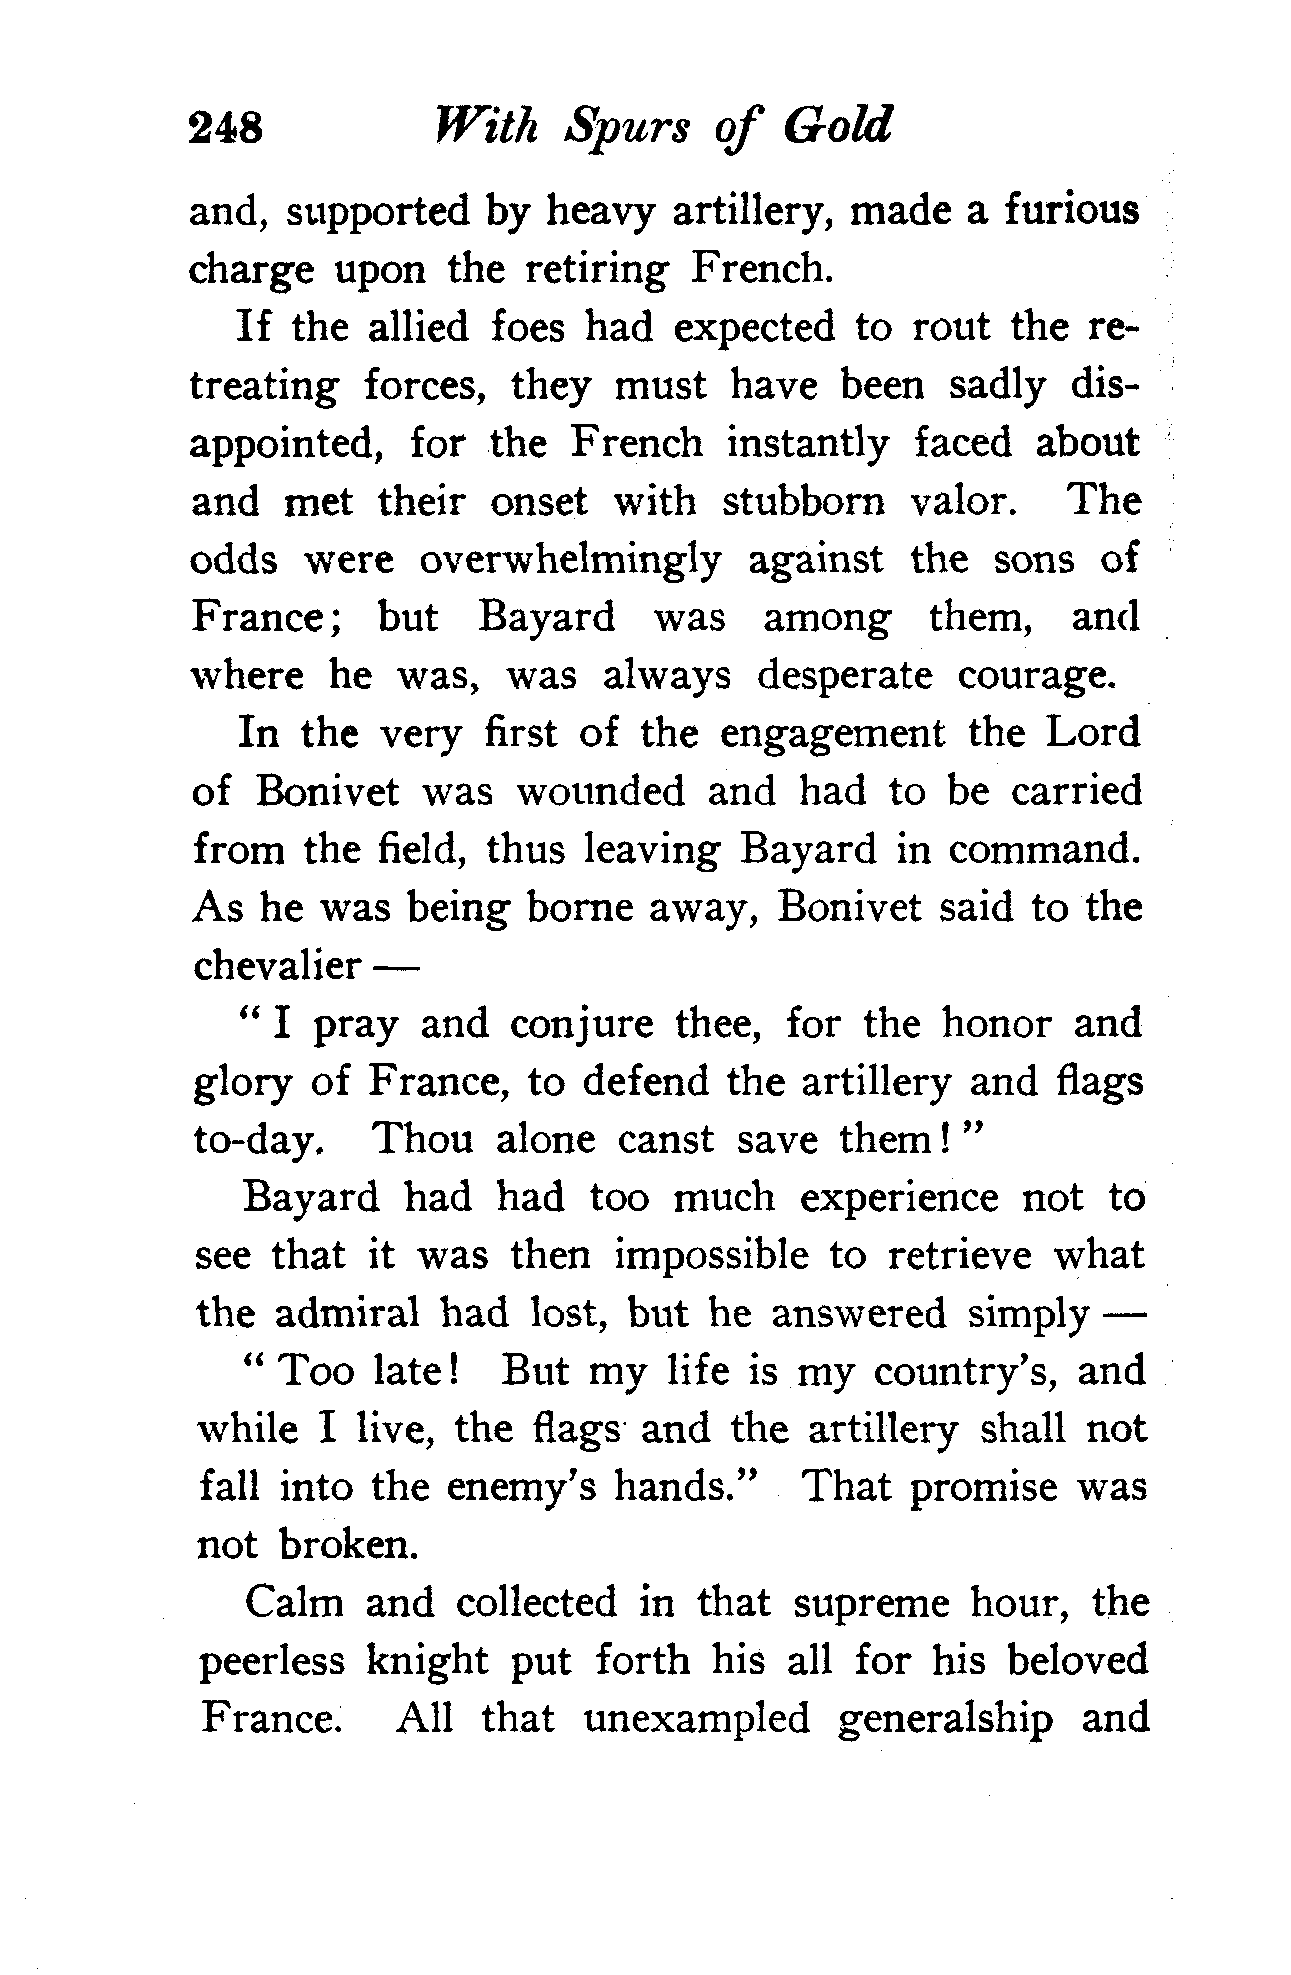 248 With Spurs of Gold
and, supported by heavy artillery, made a furious
charge upon the retiring French.
If the allied foes had expected to rout the re-
treating forces, they must have been sadly dis-
appointed, for the French instantly faced about
and met their onset with stubborn valor. The
odds were overwhelmingly against the sons of
France; but Bayard was among them, and
where he was, was always desperate courage.
In the very first of the engagement the Lord
of Bonivet was wounded and had to be carried
from the field, thus leaving Bayard in command.
As he was being borne away, Bonivet said to the
chevalier —
“ I pray and conjure thee, for the honor and
glory of France, to defend the artillery and flags
to-day. Thou alone canst save them! ”
Bayard had had too much experience not to
see that it was then impossible to retrieve what
the admiral had lost, but he answered simply —
“ Too late! But my life is my country’s, and
while I live, the flags and the artillery shall not
fall into the enemy’s hands.” That promise was
not broken.
Calm and collected in that supreme hour, the
peerless knight put forth his all for his beloved
France. All that unexampled generalship and